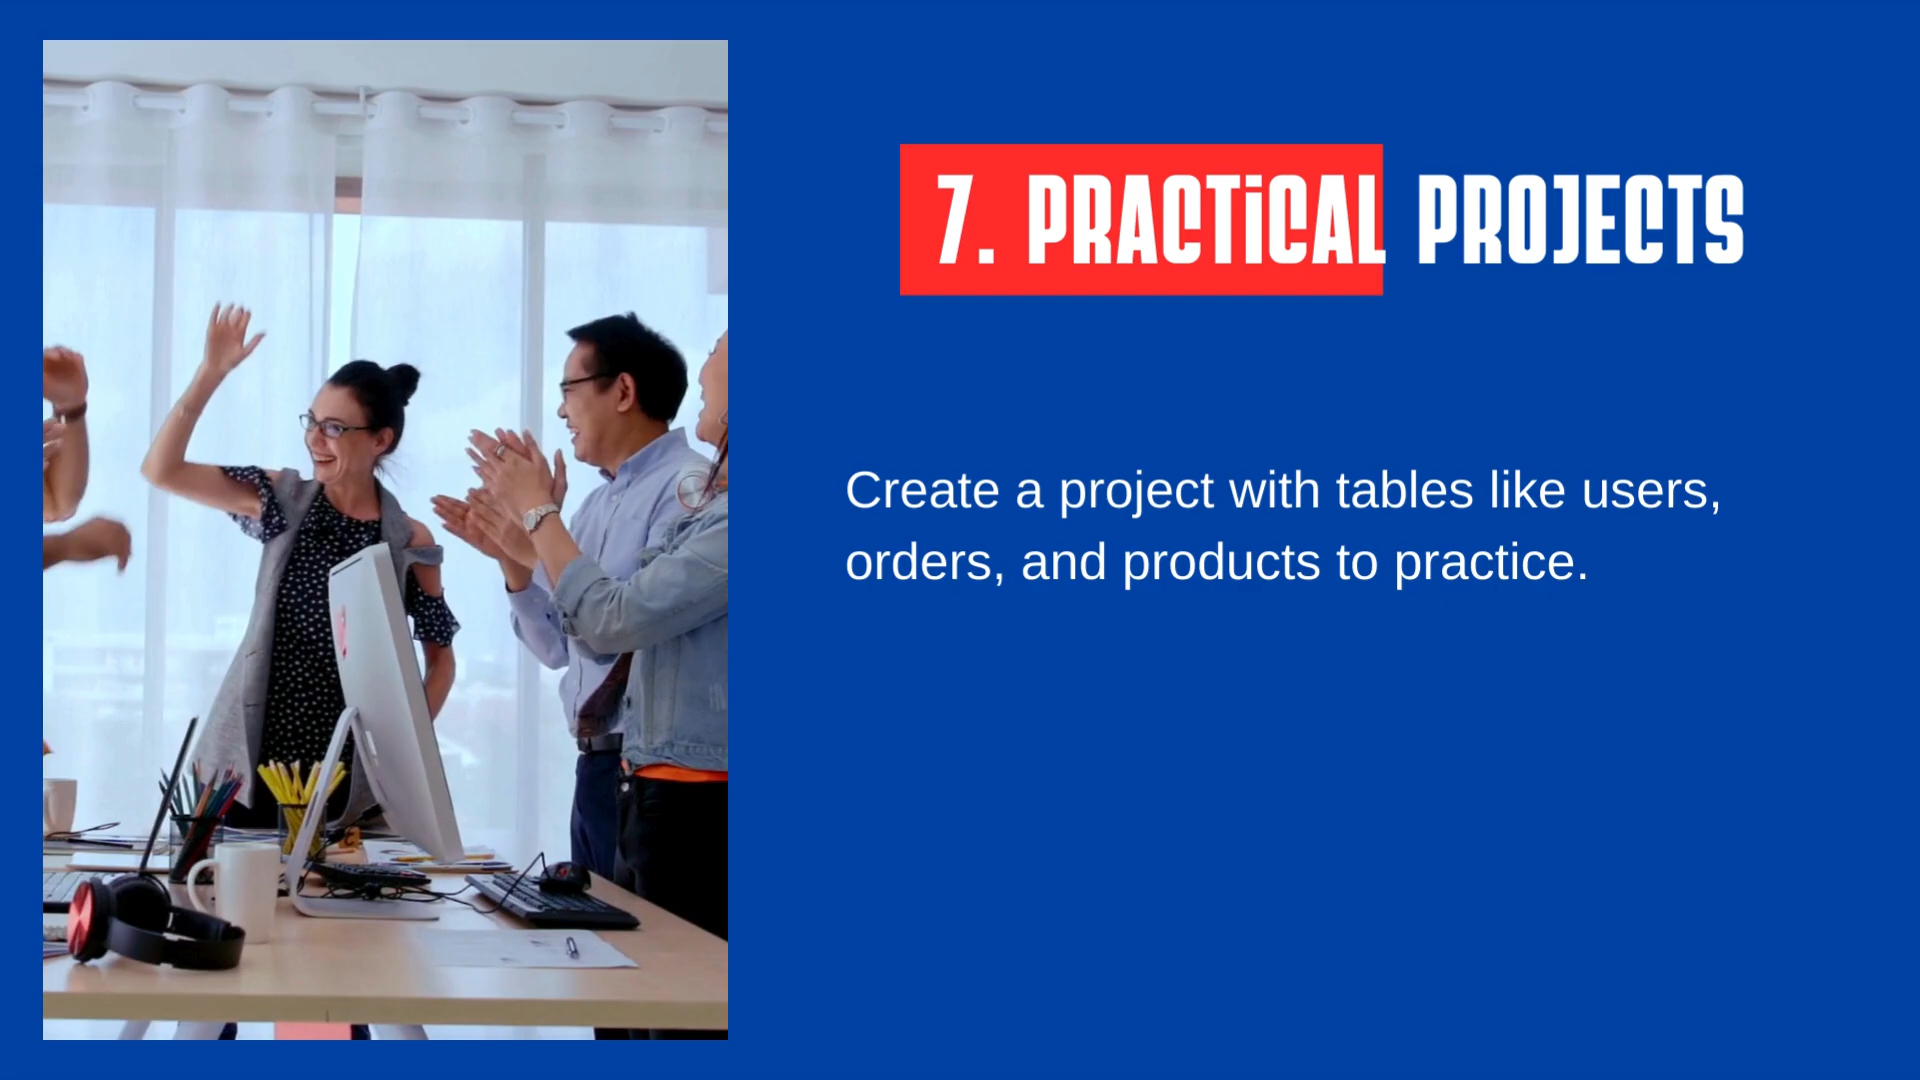 7. PRACTiCAL PROJECTS
Create a project with tables like users,
orders, and products to practice.